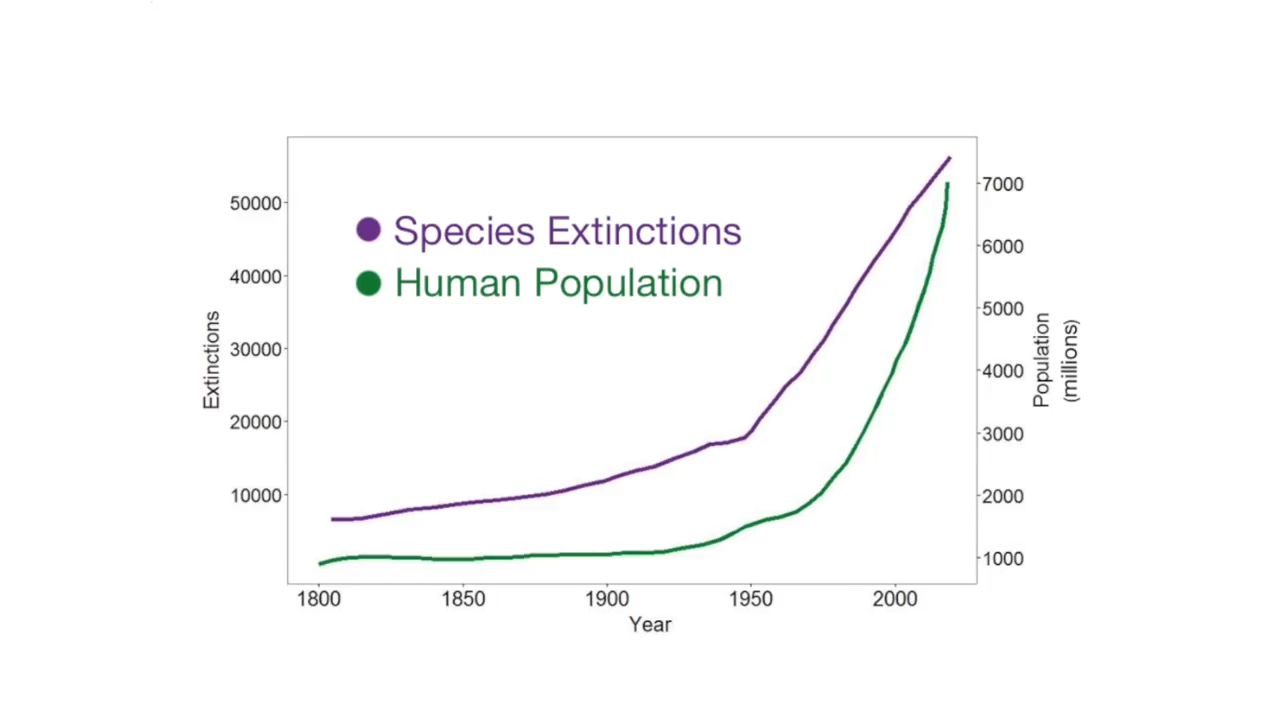 Species Extinctions
Human Population
50000
40000
30000
20000
10000
Extinctions
7000
6000
5000
4000
3000
2000
1000
Population
(millions)
1800 1850 1900 1950 2000
Year